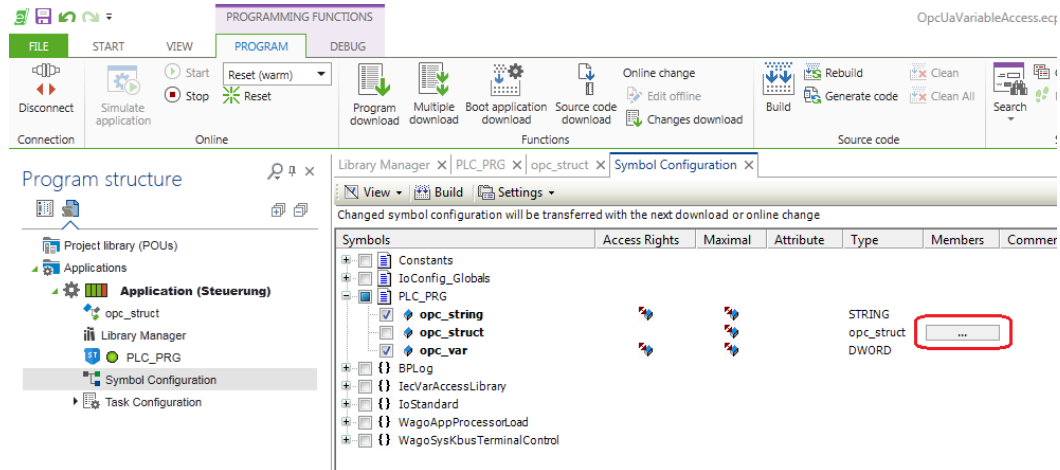 PROGRAMMING FUNCTIONS
OpcUaVariableAccess.ecp
FILE START VIEW PROGRAM DEBUG
Disconnect
Connection
Simulate
application
Start
Stop
Reset (warm)
Reset
Online
Program
download
Multiple
download
Boot application
download
Source code
download
Online change
Edit offline
Changes download
Functions
Build
Rebuild
Generate code
Clean
Clean All
Source code
Search
Program structure
Project library (POUs)
Applications
Application (Steuerung)
opc_struct
Library Manager
PLC_PRG
Symbol Configuration
Task Configuration
Library Manager PLC_PRG opc_struct Symbol Configuration
View Build Settings
Changed symbol configuration will be transferred with the next download or online change
Symbols Access Rights Maximal Attribute Type Members Commer
Constants
IoConfig_Globals
PLC_PRG
opc_string STRING
opc_struct opc_struct ...
opc_var DWORD
{} BPLog
{} IecVarAccessLibrary
{} IoStandard
{} WagoAppProcessorLoad
{} WagoSysKbusTerminalControl